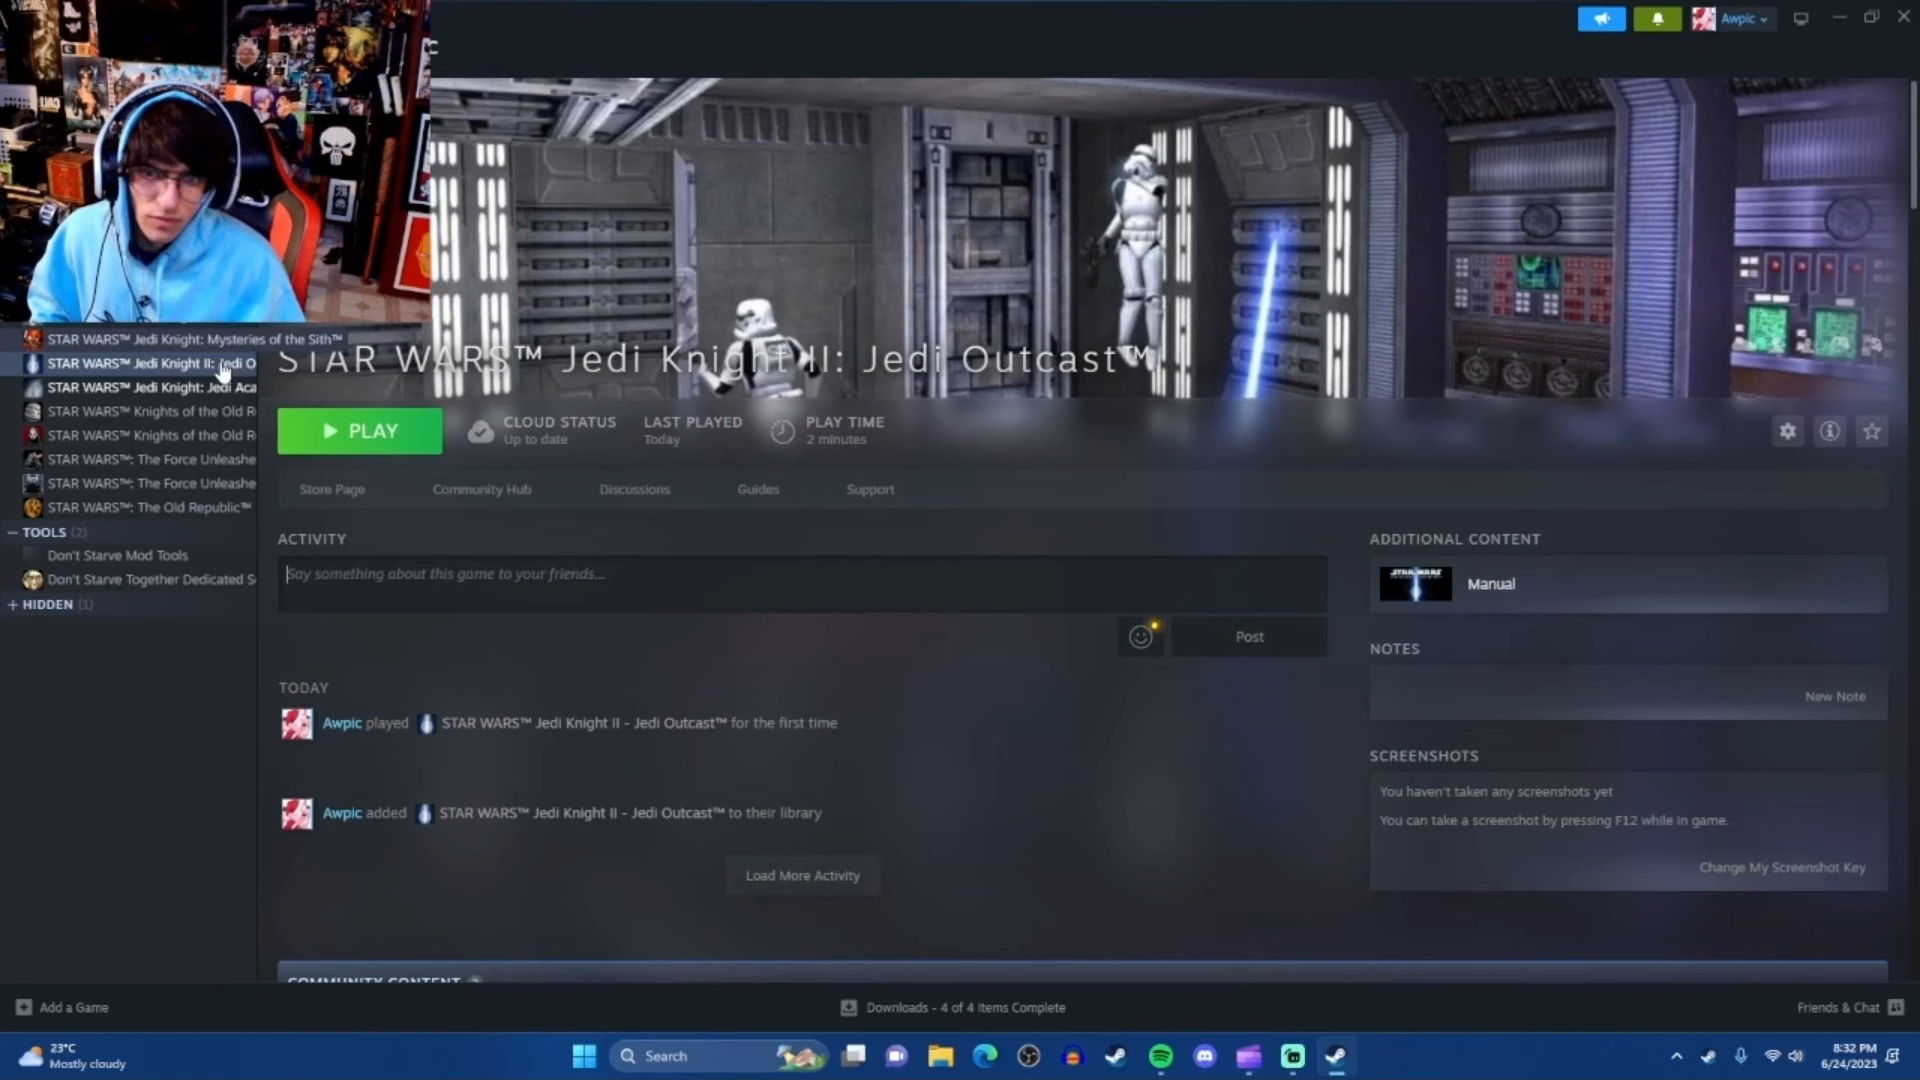 Awpic
STAR WARS™ Jedi Knight: Mysteries of the Sith™
STAR WARS™ Jedi Knight II: Jedi O
STAR WARS™ Jedi Knight: Jedi Aca
STAR WARS™ Knights of the Old R
STAR WARS™ Knights of the Old R
STAR WARS™: The Force Unleashe
STAR WARS™: The Force Unleashe
STAR WARS™: The Old Republic™
— TOOLS (2)
Don't Starve Mod Tools
Don't Starve Together Dedicated S
+ HIDDEN (1)
STAR WARS™ Jedi Knight II: Jedi Outcast™
PLAY
CLOUD STATUS
Up to date
LAST PLAYED
Today
PLAY TIME
2 minutes
Store Page
Community Hub
Discussions
Guides
Support
ACTIVITY
Say something about this game to your friends...
Post
TODAY
Awpic played STAR WARS™ Jedi Knight II - Jedi Outcast™ for the first time
Awpic added STAR WARS™ Jedi Knight II - Jedi Outcast™ to their library
Load More Activity
COMMUNITY CONTENT
ADDITIONAL CONTENT
STAR WARS
Manual
NOTES
New Note
SCREENSHOTS
You haven't taken any screenshots yet
You can take a screenshot by pressing F12 while in game.
Change My Screenshot Key
Add a Game
Downloads - 4 of 4 Items Complete
Friends & Chat
23°C
Mostly cloudy
Search
8:32 PM
6/24/2023